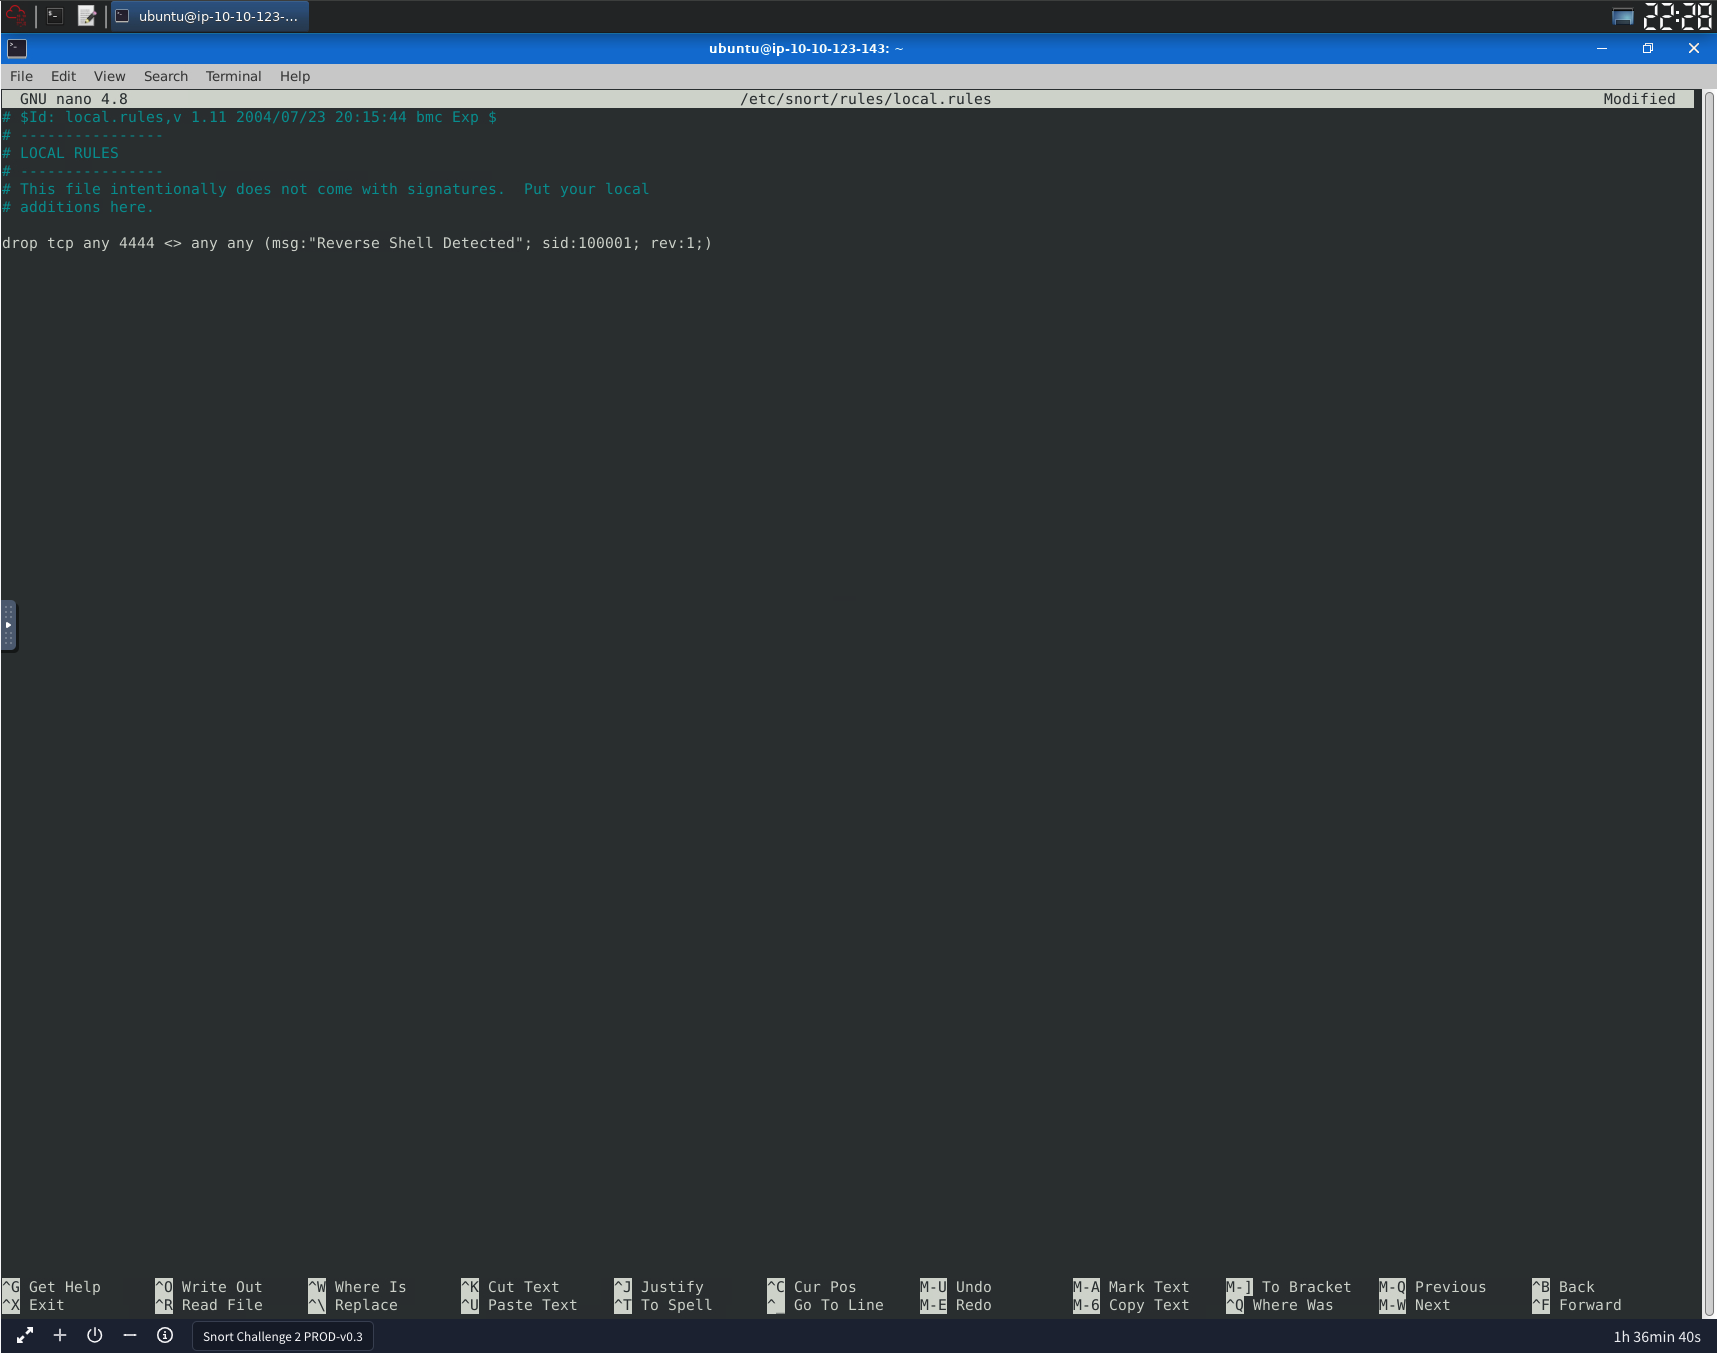 ubuntu@ip-10-10-123-... 22:28
ubuntu@ip-10-10-123-143: ~
File Edit View Search Terminal Help
GNU nano 4.8 /etc/snort/rules/local.rules Modified
# $Id: local.rules,v 1.11 2004/07/23 20:15:44 bmc Exp $
# ----------------
# LOCAL RULES
# ----------------
# This file intentionally does not come with signatures.  Put your local
# additions here.
drop tcp any 4444 <> any any (msg:"Reverse Shell Detected"; sid:100001; rev:1;)
^G Get Help ^O Write Out ^W Where Is ^K Cut Text ^J Justify ^C Cur Pos M-U Undo M-A Mark Text M-] To Bracket M-Q Previous ^B Back
^X Exit ^R Read File ^\ Replace ^U Paste Text ^T To Spell ^_ Go To Line M-E Redo M-6 Copy Text ^Q Where Was M-W Next ^F Forward
Snort Challenge 2 PROD-v0.3 1h 36min 40s